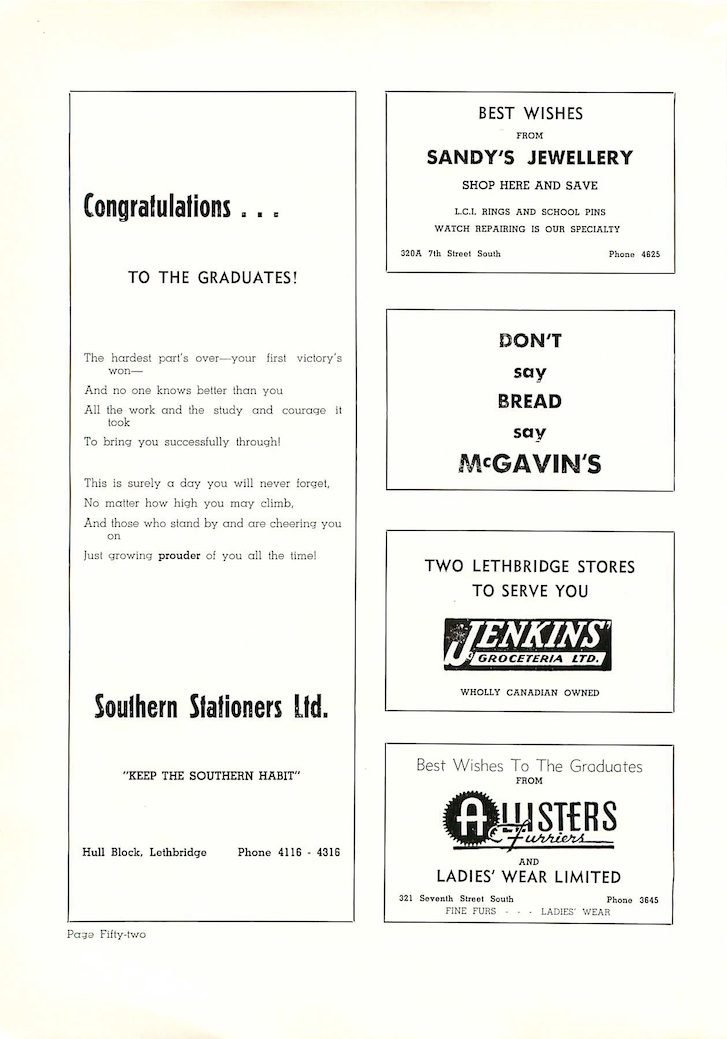 Congratulations . . .
TO THE GRADUATES!
The hardest part's over—your first victory's
won—
And no one knows better than you
All the work and the study and courage it
took
To bring you successfully through!
This is surely a day you will never forget,
No matter how high you may climb,
And those who stand by and are cheering you
on
Just growing prouder of you all the time!
Southern Stationers Ltd.
"KEEP THE SOUTHERN HABIT"
Hull Block, Lethbridge Phone 4116 - 4316
BEST WISHES
FROM
SANDY'S JEWELLERY
SHOP HERE AND SAVE
L.C.I. RINGS AND SCHOOL PINS
WATCH REPAIRING IS OUR SPECIALTY
320A 7th Street South Phone 4625
DON'T
say
BREAD
say
McGAVIN'S
TWO LETHBRIDGE STORES
TO SERVE YOU
JENKINS'
GROCETERIA LTD.
WHOLLY CANADIAN OWNED
Best Wishes To The Graduates
FROM
ALLISTERS
Furriers
AND
LADIES' WEAR LIMITED
321 Seventh Street South Phone 3645
FINE FURS - - - LADIES' WEAR
Page Fifty-two